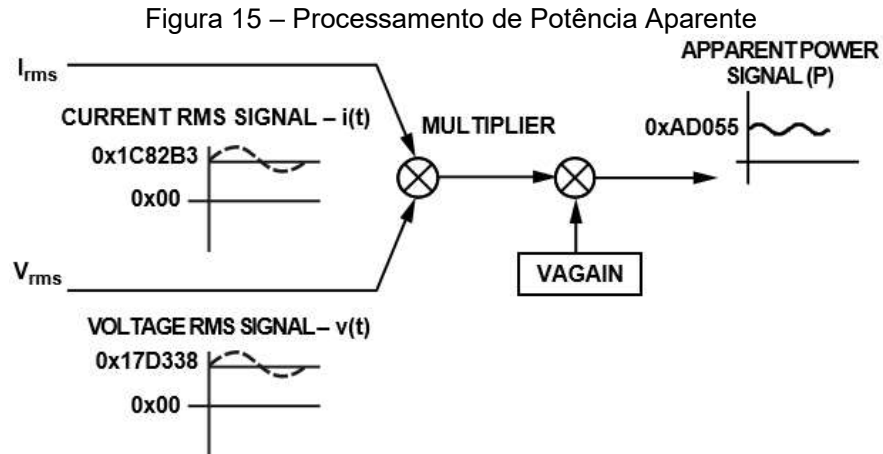 Figura 15 – Processamento de Potência Aparente
APPARENT POWER
SIGNAL (P)
Irms
CURRENT RMS SIGNAL – i(t)
MULTIPLIER
0xAD055
0x1C82B3
0x00
VAGAIN
Vrms
VOLTAGE RMS SIGNAL – v(t)
0x17D338
0x00